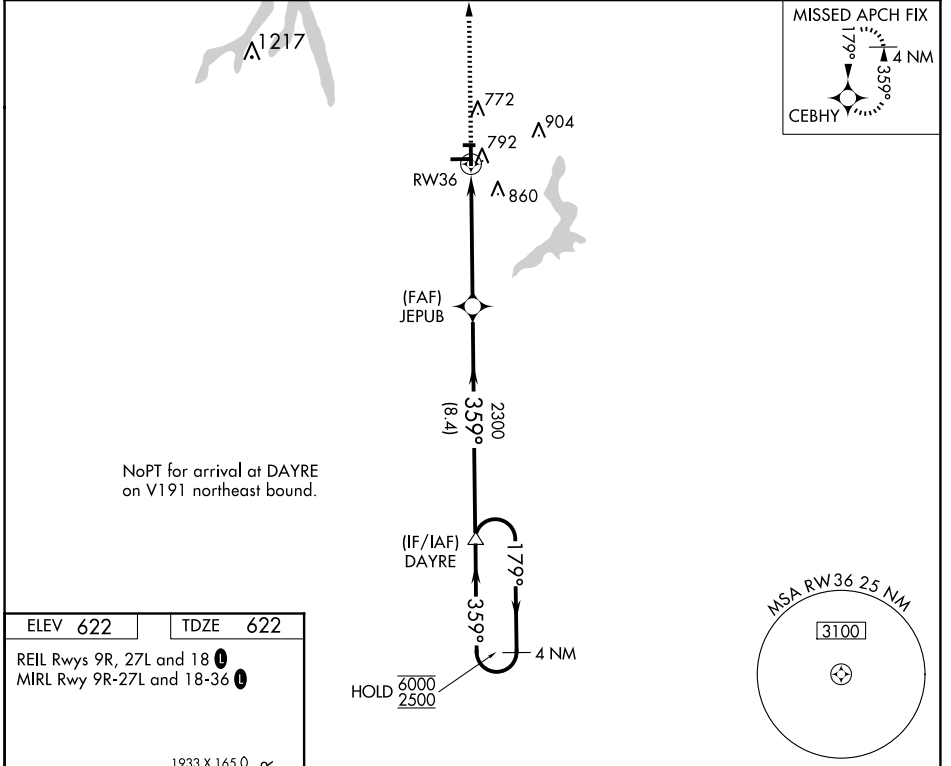 MISSED APCH FIX
179°
4 NM
359°
CEBHY
1217
772
904
792
RW36
860
(FAF)
JEPUB
2300
359°
(8.4)
NoPT for arrival at DAYRE
on V191 northeast bound.
(IF/IAF)
DAYRE
179°
359°
4 NM
HOLD 6000
2500
MSA RW36 25 NM
3100
ELEV 622
TDZE 622
REIL Rwys 9R, 27L and 18 L
MIRL Rwy 9R-27L and 18-36 L
1933 X 165